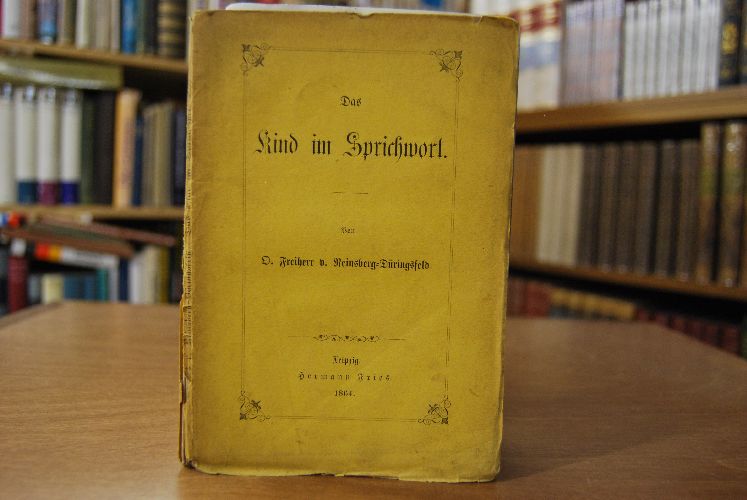 Das
Kind im Sprichwort.
Von
O. Freiherr v. Reinsberg-Düringsfeld
Leipzig.
Hermann Fries
1864.